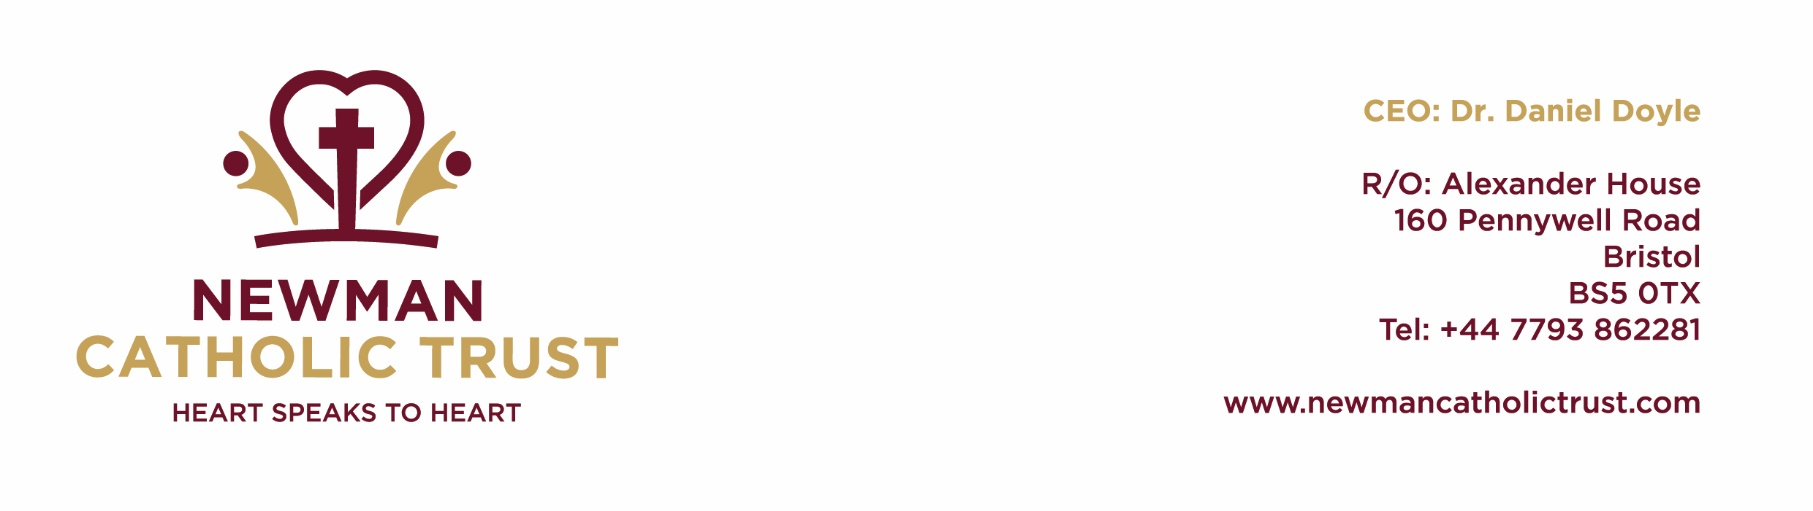 NEWMAN
CATHOLIC TRUST
HEART SPEAKS TO HEART
CEO: Dr. Daniel Doyle
R/O: Alexander House
160 Pennywell Road
Bristol
BS5 0TX
Tel: +44 7793 862281
www.newmancatholictrust.com